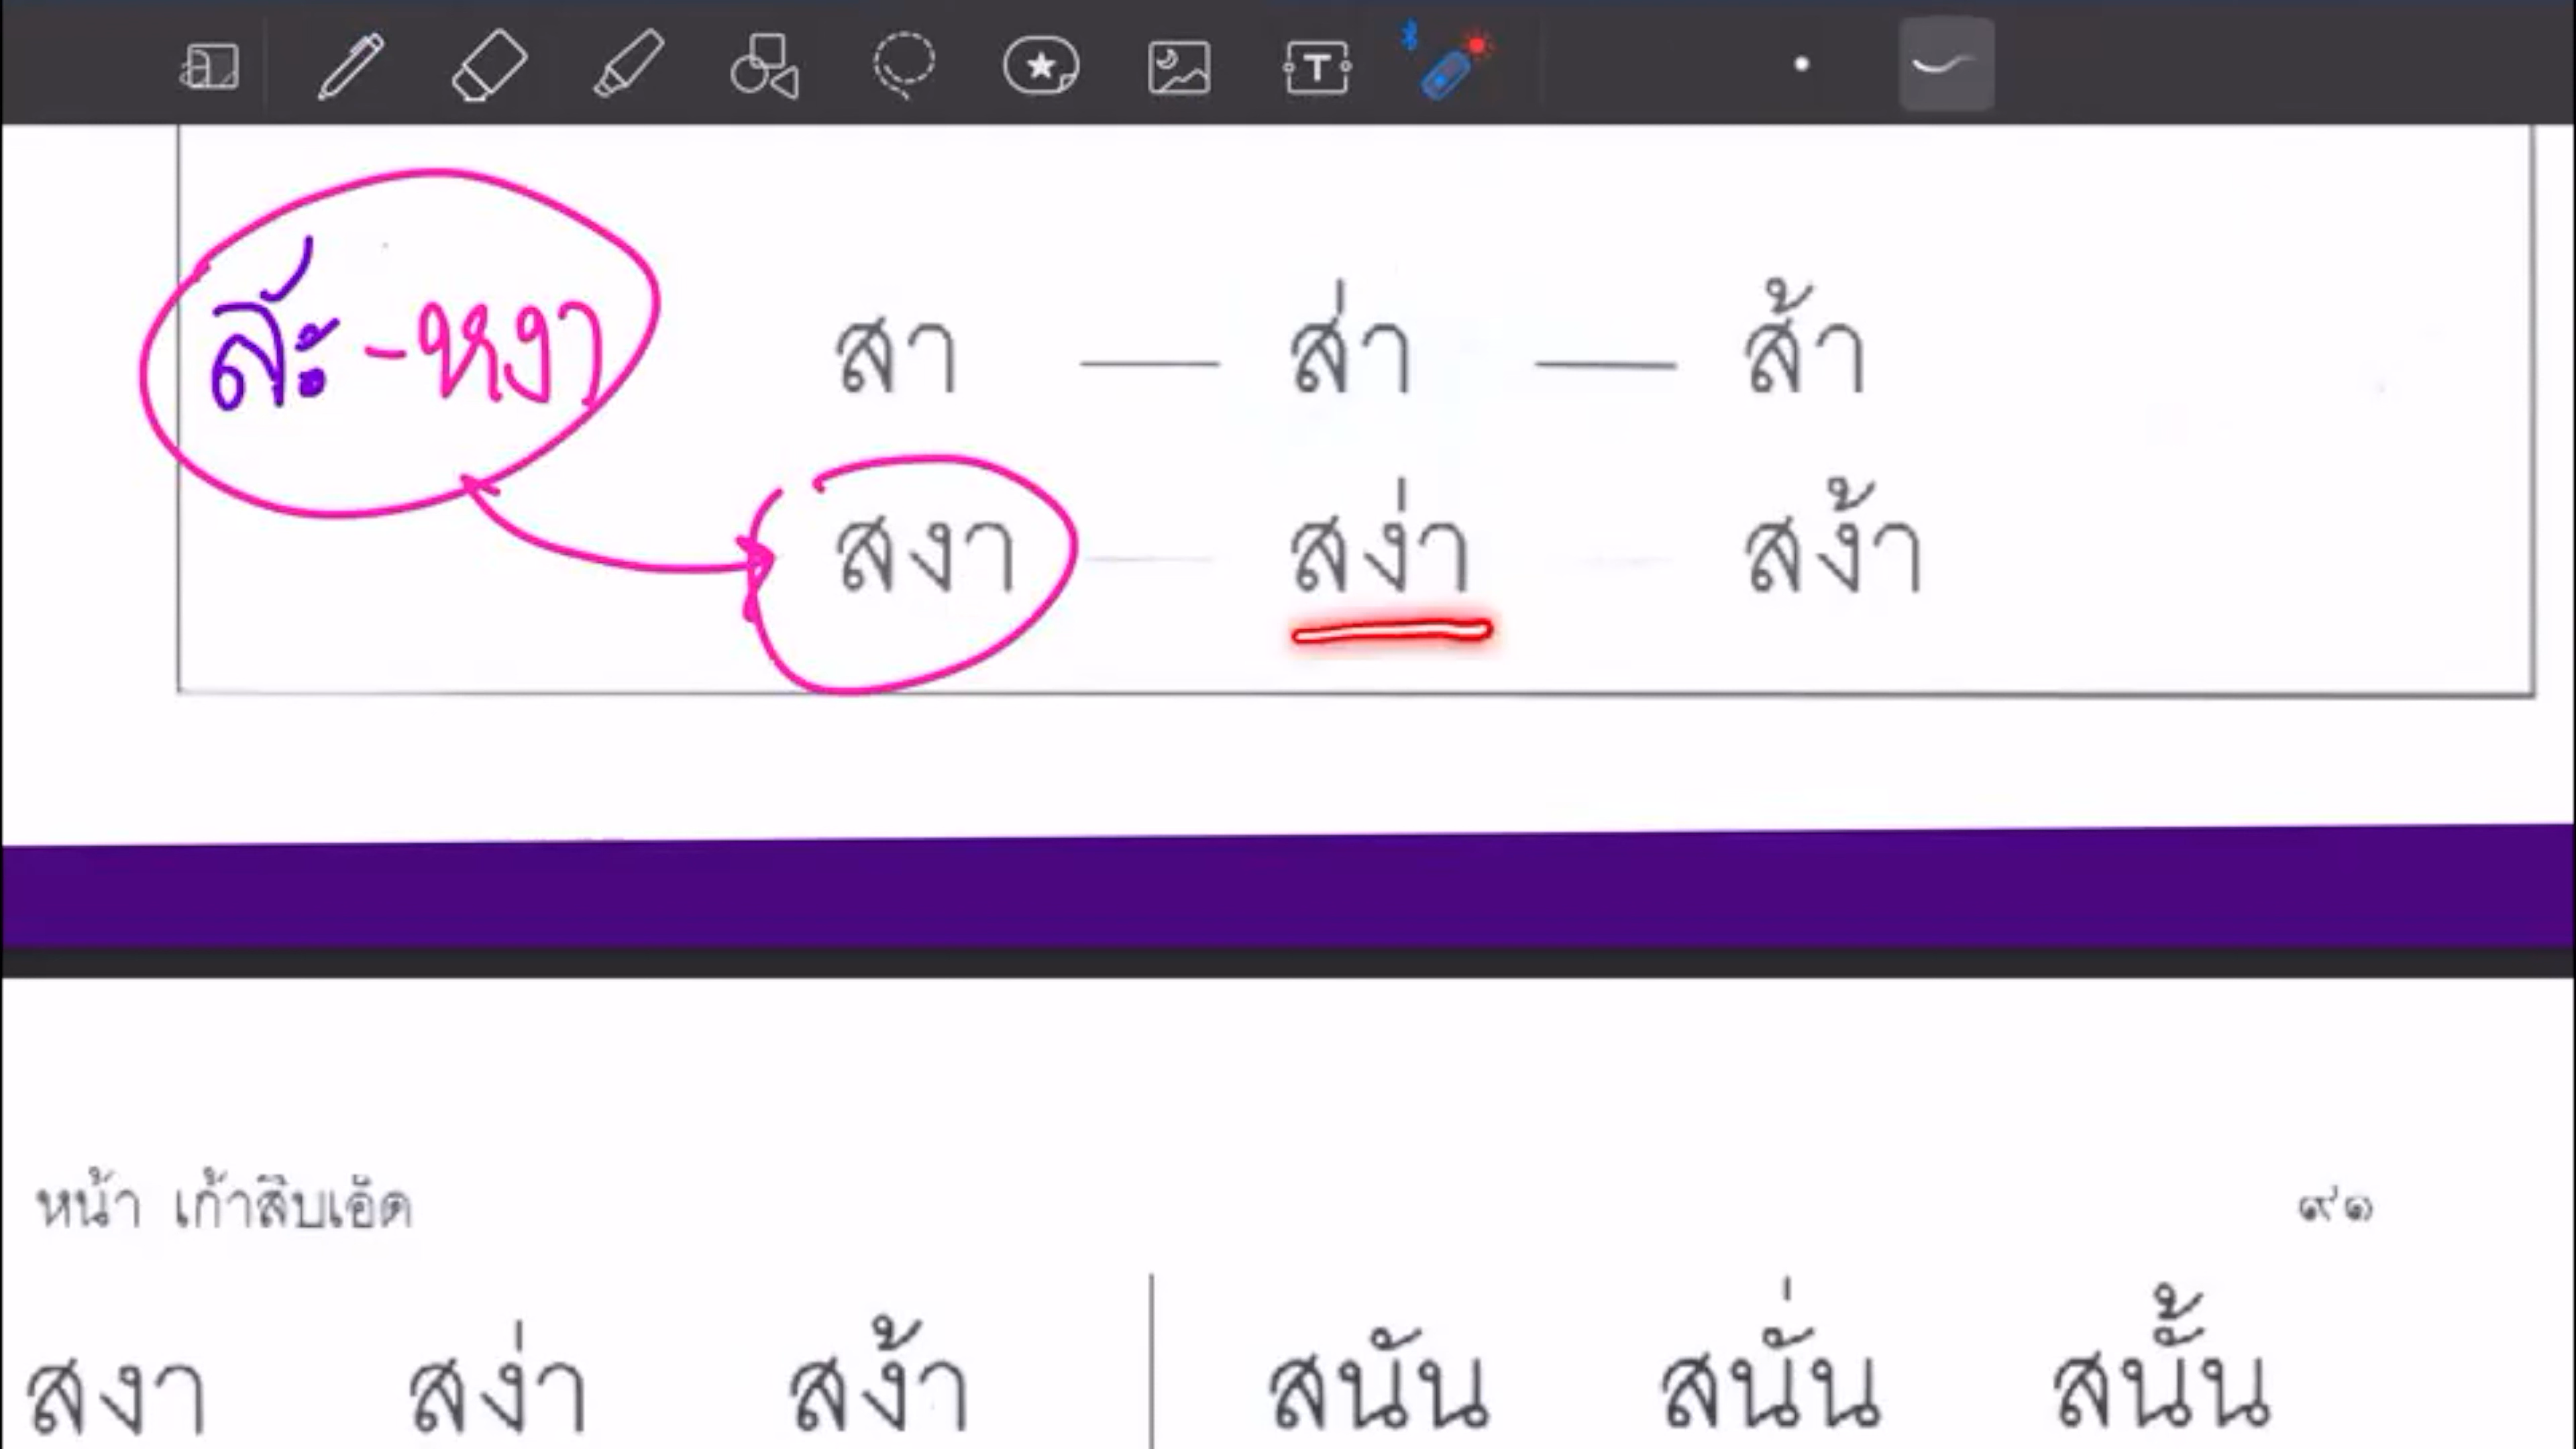 สะ-หงา
สา — ส่า — ส้า
สงา — สง่า — สง้า
หน้า เก้าสิบเอ็ด ๙๑
สงา สง่า สง้า สนัน สนั่น สนั้น